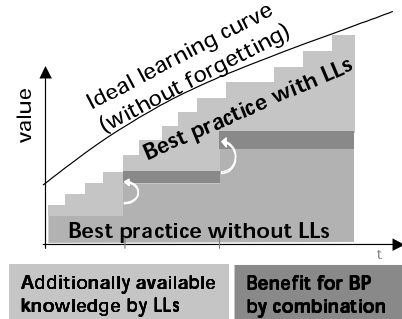 Ideal learning curve
(without forgetting)
value
Best practice with LLs
Best practice without LLs
t
Additionally available
knowledge by LLs
Benefit for BP
by combination